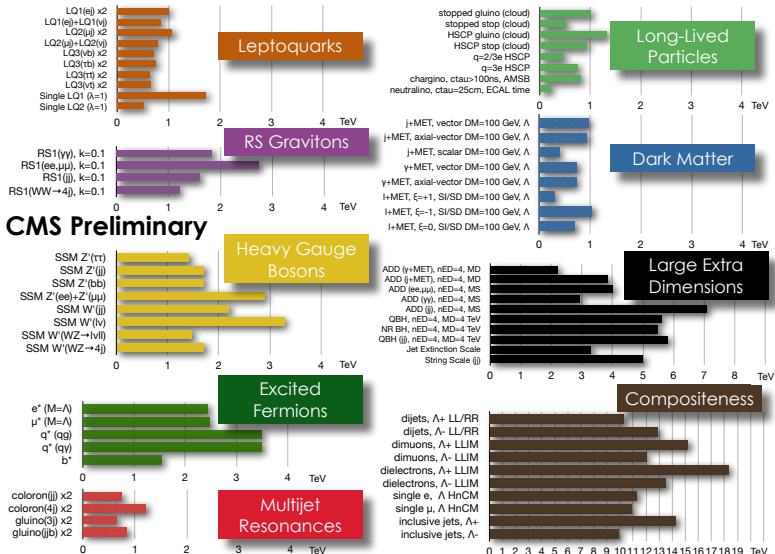 LQ1(ej) x2
LQ1(ej)+LQ1(νj)
LQ2(μj) x2
LQ2(μj)+LQ2(νj)
LQ3(νb) x2
LQ3(τb) x2
LQ3(τt) x2
LQ3(vt) x2
Single LQ1 (λ=1)
Single LQ2 (λ=1)
0 1 2 3 4 TeV
Leptoquarks
RS1(γγ), k=0.1
RS1(ee,μμ), k=0.1
RS1(jj), k=0.1
RS1(WW→4j), k=0.1
0 1 2 3 4 TeV
RS Gravitons
CMS Preliminary
SSM Z'(ττ)
SSM Z'(jj)
SSM Z'(bb)
SSM Z'(ee)+Z'(μμ)
SSM W'(jj)
SSM W'(lν)
SSM W'(WZ→lνll)
SSM W'(WZ→4j)
0 1 2 3 4 TeV
Heavy Gauge
Bosons
e* (M=Λ)
μ* (M=Λ)
q* (qg)
q* (qγ)
b*
0 1 2 3 4 TeV
Excited
Fermions
coloron(jj) x2
coloron(4j) x2
gluino(3j) x2
gluino(jjb) x2
0 1 2 3 4 TeV
Multijet
Resonances
stopped gluino (cloud)
stopped stop (cloud)
HSCP gluino (cloud)
HSCP stop (cloud)
q=2/3e HSCP
q=3e HSCP
chargino, ctau>100ns, AMSB
neutralino, ctau=25cm, ECAL time
0 1 2 3 4 TeV
Long-Lived
Particles
j+MET, vector DM=100 GeV, Λ
j+MET, axial-vector DM=100 GeV, Λ
j+MET, scalar DM=100 GeV, Λ
γ+MET, vector DM=100 GeV, Λ
γ+MET, axial-vector DM=100 GeV, Λ
l+MET, ξ=+1, SI/SD DM=100 GeV, Λ
l+MET, ξ=-1, SI/SD DM=100 GeV, Λ
l+MET, ξ=0, SI/SD DM=100 GeV, Λ
0 1 2 3 4 TeV
Dark Matter
ADD (γ+MET), nED=4, MD
ADD (j+MET), nED=4, MD
ADD (ee,μμ), nED=4, MS
ADD (γγ), nED=4, MS
ADD (jj), nED=4, MS
QBH, nED=4, MD=4 TeV
NR BH, nED=4, MD=4 TeV
QBH (jj), nED=4, MD=4 TeV
Jet Extinction Scale
String Scale (jj)
0 1 2 3 4 5 6 7 8 9 TeV
Large Extra
Dimensions
dijets, Λ+ LL/RR
dijets, Λ- LL/RR
dimuons, Λ+ LLIM
dimuons, Λ- LLIM
dielectrons, Λ+ LLIM
dielectrons, Λ- LLIM
single e, Λ HnCM
single μ, Λ HnCM
inclusive jets, Λ+
inclusive jets, Λ-
0 1 2 3 4 5 6 7 8 9 10 11 12 13 14 15 16 17 18 19 TeV
Compositeness